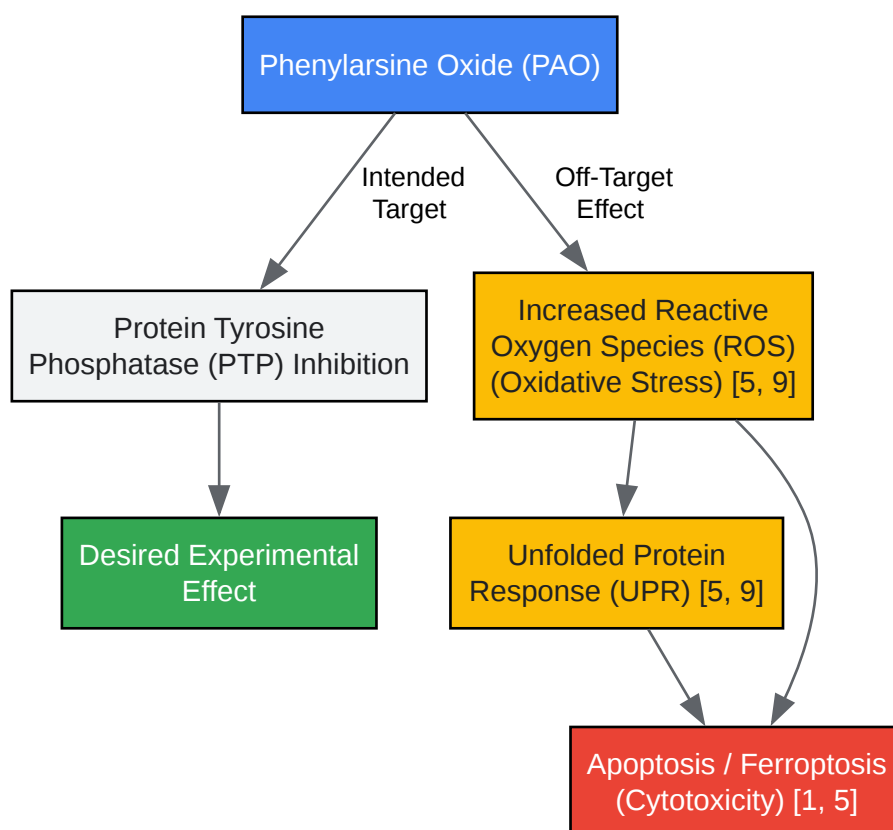 Phenylarsine Oxide (PAO)
Intended
Target
Off-Target
Effect
Protein Tyrosine
Phosphatase (PTP) Inhibition
Increased Reactive
Oxygen Species (ROS)
(Oxidative Stress) [5, 9]
Desired Experimental
Effect
Unfolded Protein
Response (UPR) [5, 9]
Apoptosis / Ferroptosis
(Cytotoxicity) [1, 5]